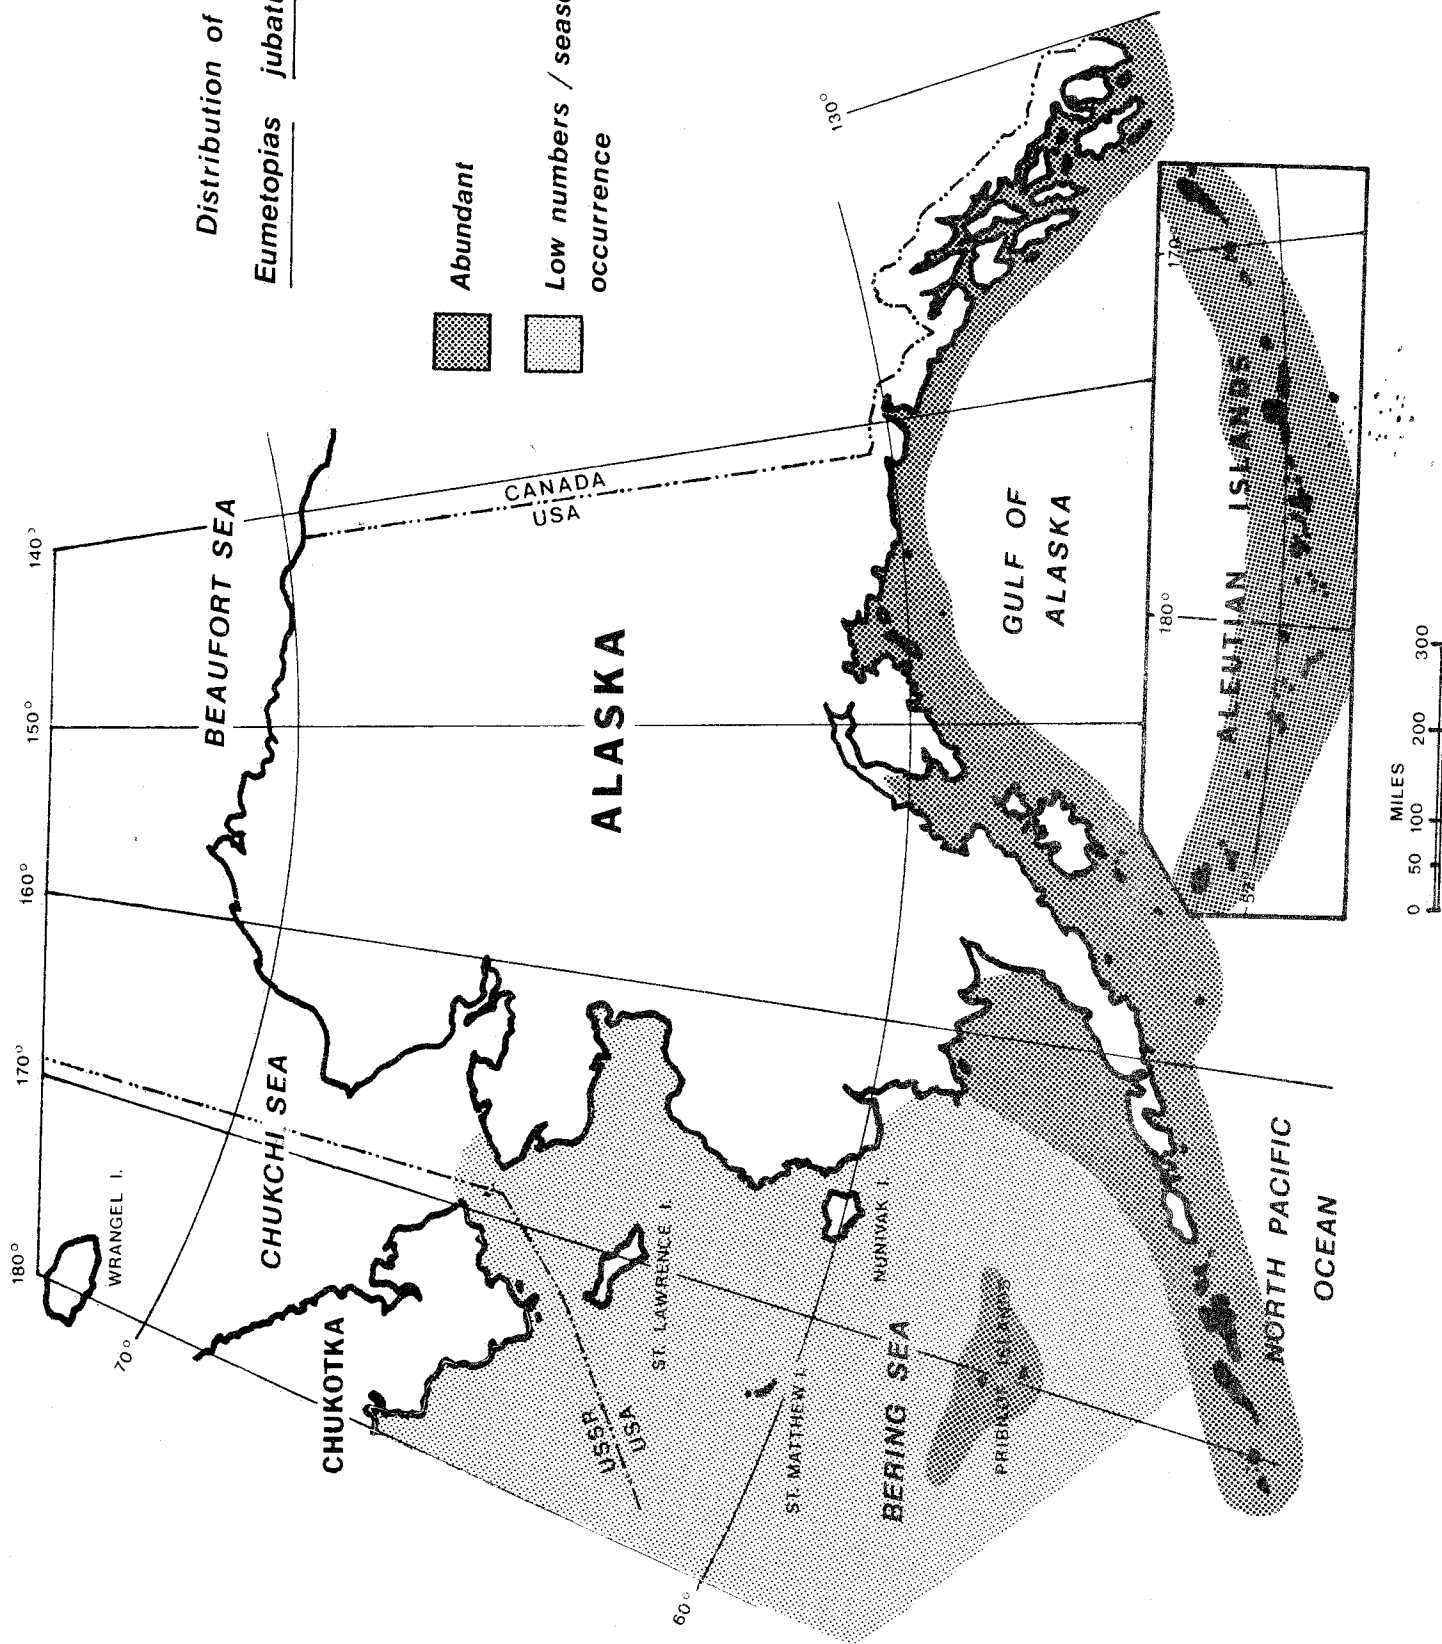 Distribution of
Eumetopias jubatu
Abundant
Low numbers / seaso
occurrence
180°
170°
160°
150°
140°
130°
WRANGEL I.
70°
CHUKCHI SEA
BEAUFORT SEA
CHUKOTKA
CANADA
USA
ALASKA
USSR
USA
ST. LAWRENCE I.
60°
ST. MATTHEW I.
NUNIVAK I.
BERING SEA
PRIBILOF ISLANDS
GULF OF
ALASKA
NORTH PACIFIC
OCEAN
180°
170°
52°
ALEUTIAN ISLANDS
MILES
0 50 100 200 300